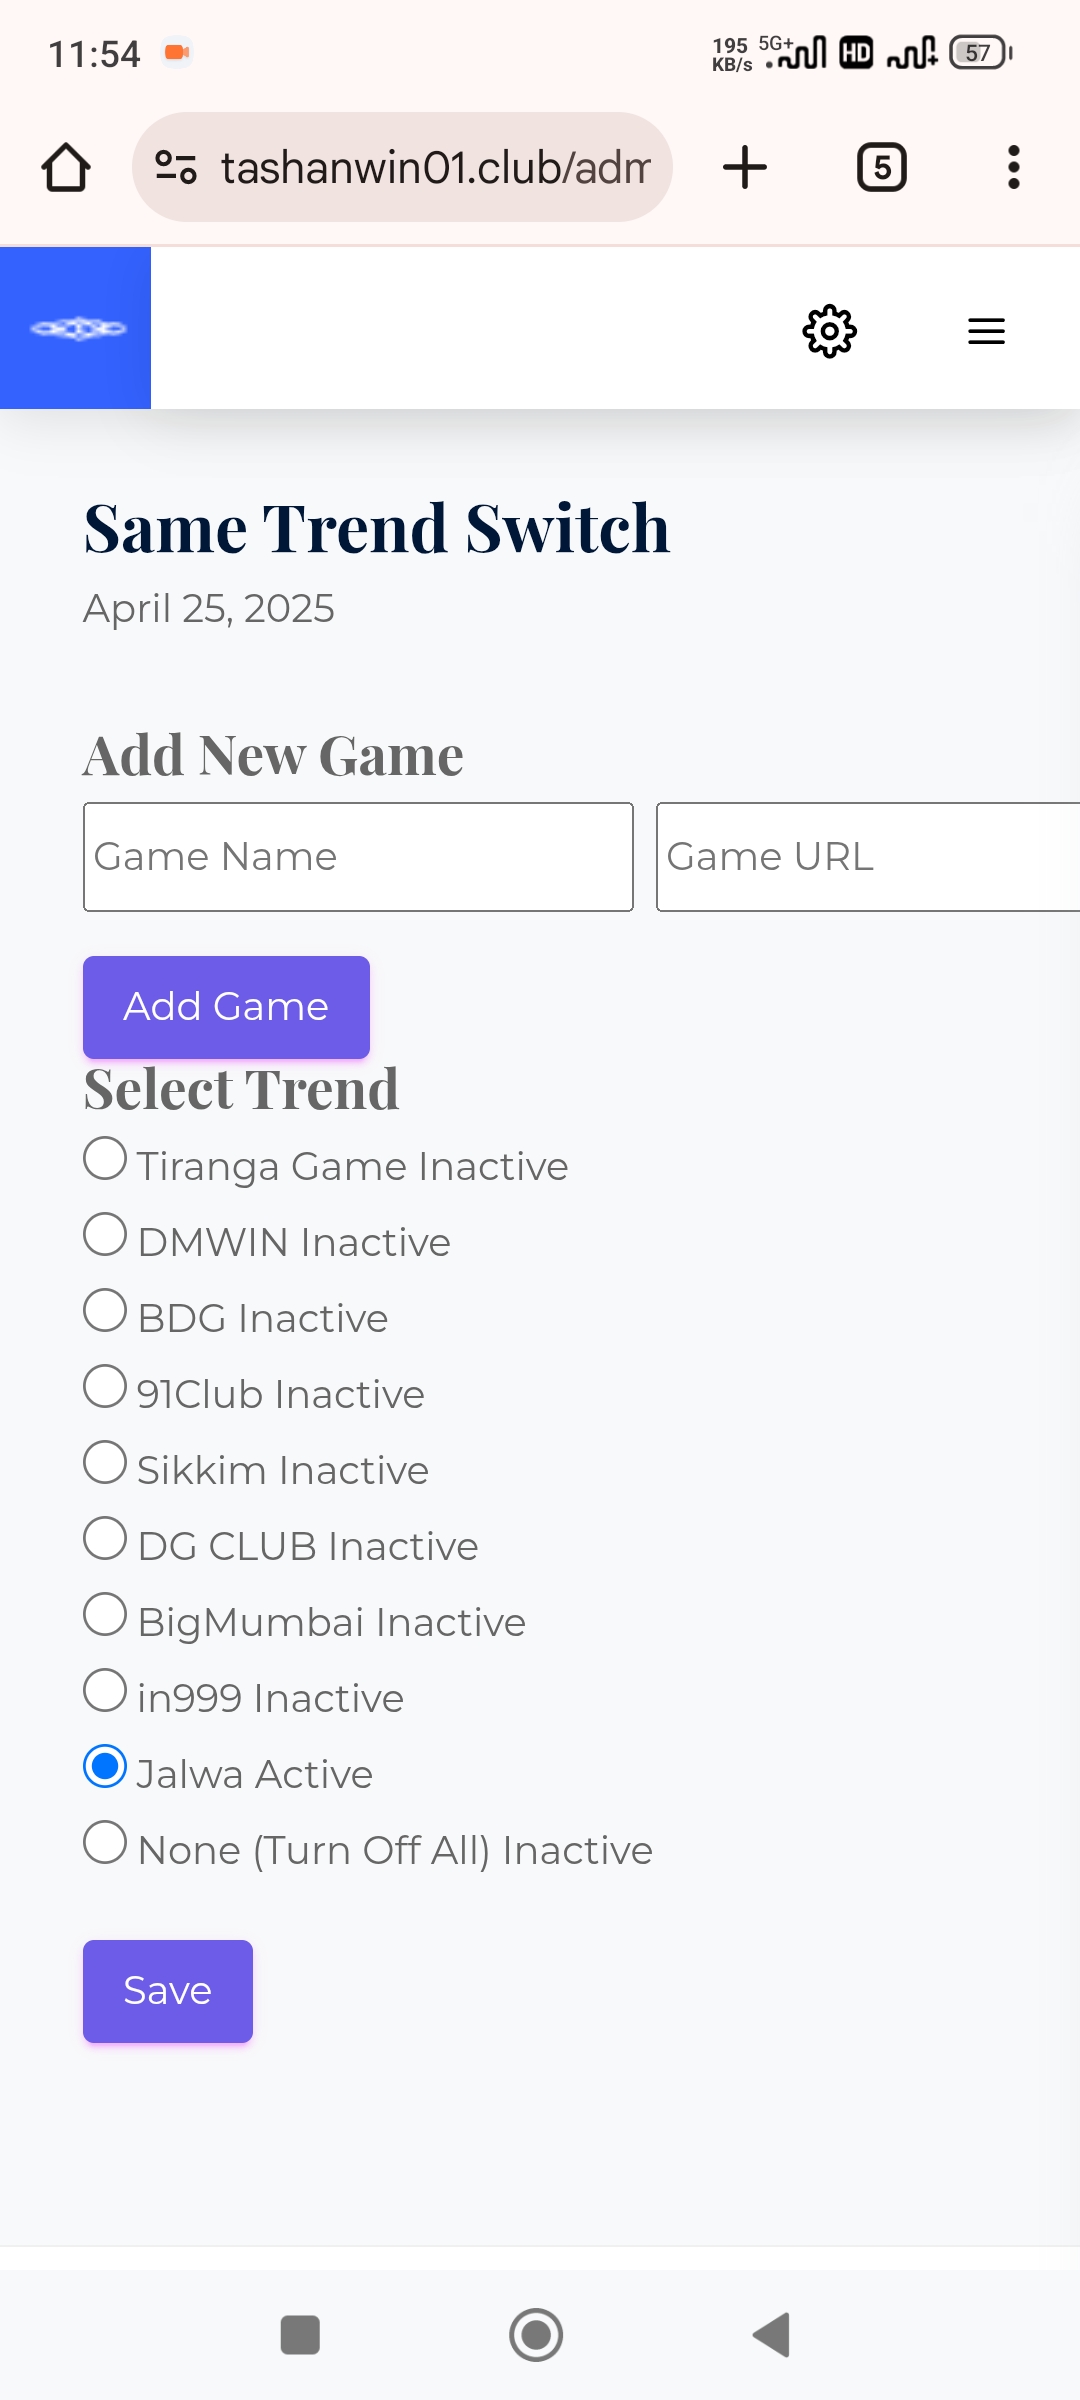 11:54
195 KB/s 5G+ HD 57
tashanwin01.club/adm
5
Same Trend Switch
April 25, 2025
Add New Game
Game Name
Game URL
Add Game
Select Trend
Tiranga Game Inactive
DMWIN Inactive
BDG Inactive
91Club Inactive
Sikkim Inactive
DG CLUB Inactive
BigMumbai Inactive
in999 Inactive
Jalwa Active
None (Turn Off All) Inactive
Save